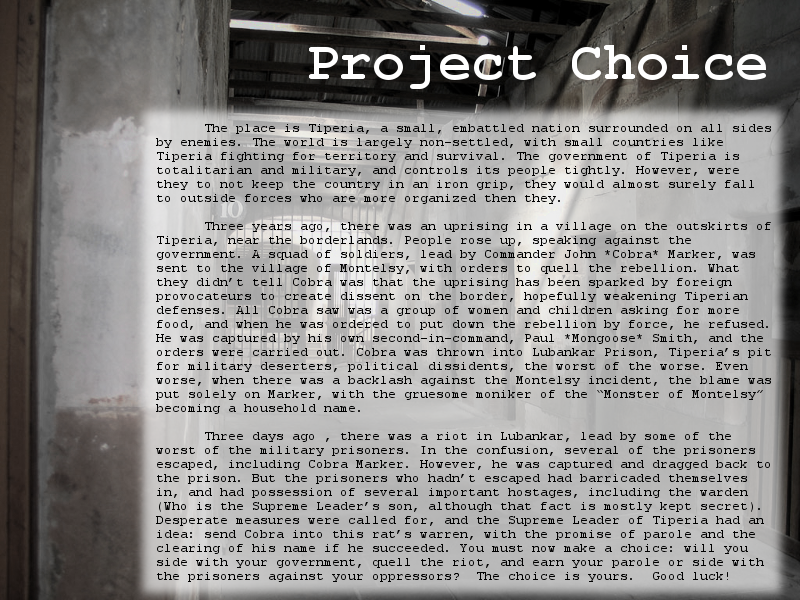 Project Choice
The place is Tiperia, a small, embattled nation surrounded on all sides
by enemies. The world is largely non-settled, with small countries like
Tiperia fighting for territory and survival. The government of Tiperia is
totalitarian and military, and controls its people tightly. However, were
they to not keep the country in an iron grip, they would almost surely fall
to outside forces who are more organized then they.
10
Three years ago, there was an uprising in a village on the outskirts of
Tiperia, near the borderlands. People rose up, speaking against the
government. A squad of soldiers, lead by Commander John *Cobra* Marker, was
sent to the village of Montelsy, with orders to quell the rebellion. What
they didn't tell Cobra was that the uprising has been sparked by foreign
provocateurs to create dissent on the border, hopefully weakening Tiperian
defenses. All Cobra saw was a group of women and children asking for more
food, and when he was ordered to put down the rebellion by force, he refused.
He was captured by his own second-in-command, Paul *Mongoose* Smith, and the
orders were carried out. Cobra was thrown into Lubankar Prison, Tiperia's pit
for military deserters, political dissidents, the worst of the worse. Even
worse, when there was a backlash against the Montelsy incident, the blame was
put solely on Marker, with the gruesome moniker of the “Monster of Montelsy”
becoming a household name.
Three days ago , there was a riot in Lubankar, lead by some of the
worst of the military prisoners. In the confusion, several of the prisoners
escaped, including Cobra Marker. However, he was captured and dragged back to
the prison. But the prisoners who hadn't escaped had barricaded themselves
in, and had possession of several important hostages, including the warden
(Who is the Supreme Leader's son, although that fact is mostly kept secret).
Desperate measures were called for, and the Supreme Leader of Tiperia had an
idea: send Cobra into this rat's warren, with the promise of parole and the
clearing of his name if he succeeded. You must now make a choice: will you
side with your government, quell the riot, and earn your parole or side with
the prisoners against your oppressors?  The choice is yours.  Good luck!